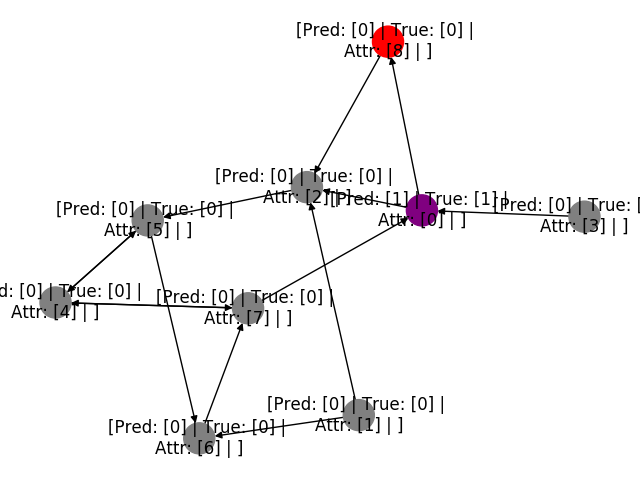 [Pred: [0] | True: [0] |
Attr: [8] | ]
[Pred: [0] | True: [0] |
Attr: [2] | ]
[Pred: [1] | True: [1] |
Attr: [0] | ]
[Pred: [0] | True: [
Attr: [3] | ]
[Pred: [0] | True: [0] |
Attr: [5] | ]
d: [0] | True: [0] |
Attr: [4] | ]
[Pred: [0] | True: [0] |
Attr: [7] | ]
[Pred: [0] | True: [0] |
Attr: [1] | ]
[Pred: [0] | True: [0] |
Attr: [6] | ]